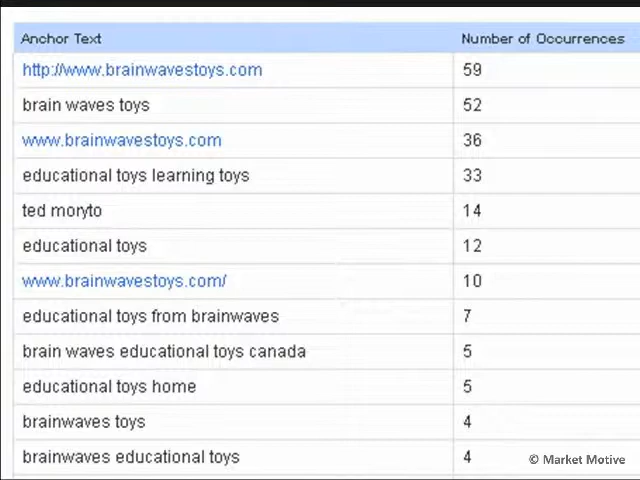 Anchor Text Number of Occurrences
http://www.brainwavestoys.com 59
brain waves toys 52
www.brainwavestoys.com 36
educational toys learning toys 33
ted moryto 14
educational toys 12
www.brainwavestoys.com/ 10
educational toys from brainwaves 7
brain waves educational toys canada 5
educational toys home 5
brainwaves toys 4
brainwaves educational toys 4
© Market Motive